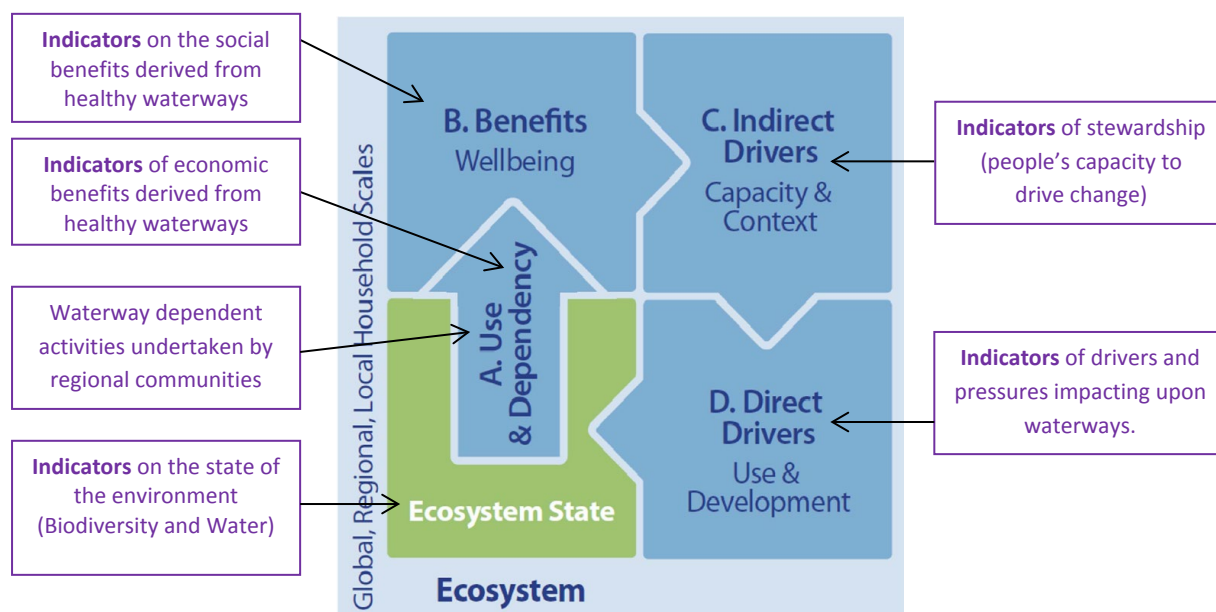 Indicators on the social
benefits derived from
healthy waterways
Indicators of economic
benefits derived from
healthy waterways
Waterway dependent
activities undertaken by
regional communities
Indicators on the state of
the environment
(Biodiversity and Water)
Global, Regional, Local Household Scales
B. Benefits
Wellbeing
A. Use
& Dependency
Ecosystem State
C. Indirect
Drivers
Capacity &
Context
D. Direct
Drivers
Use &
Development
Ecosystem
Indicators of stewardship
(people’s capacity to
drive change)
Indicators of drivers and
pressures impacting upon
waterways.